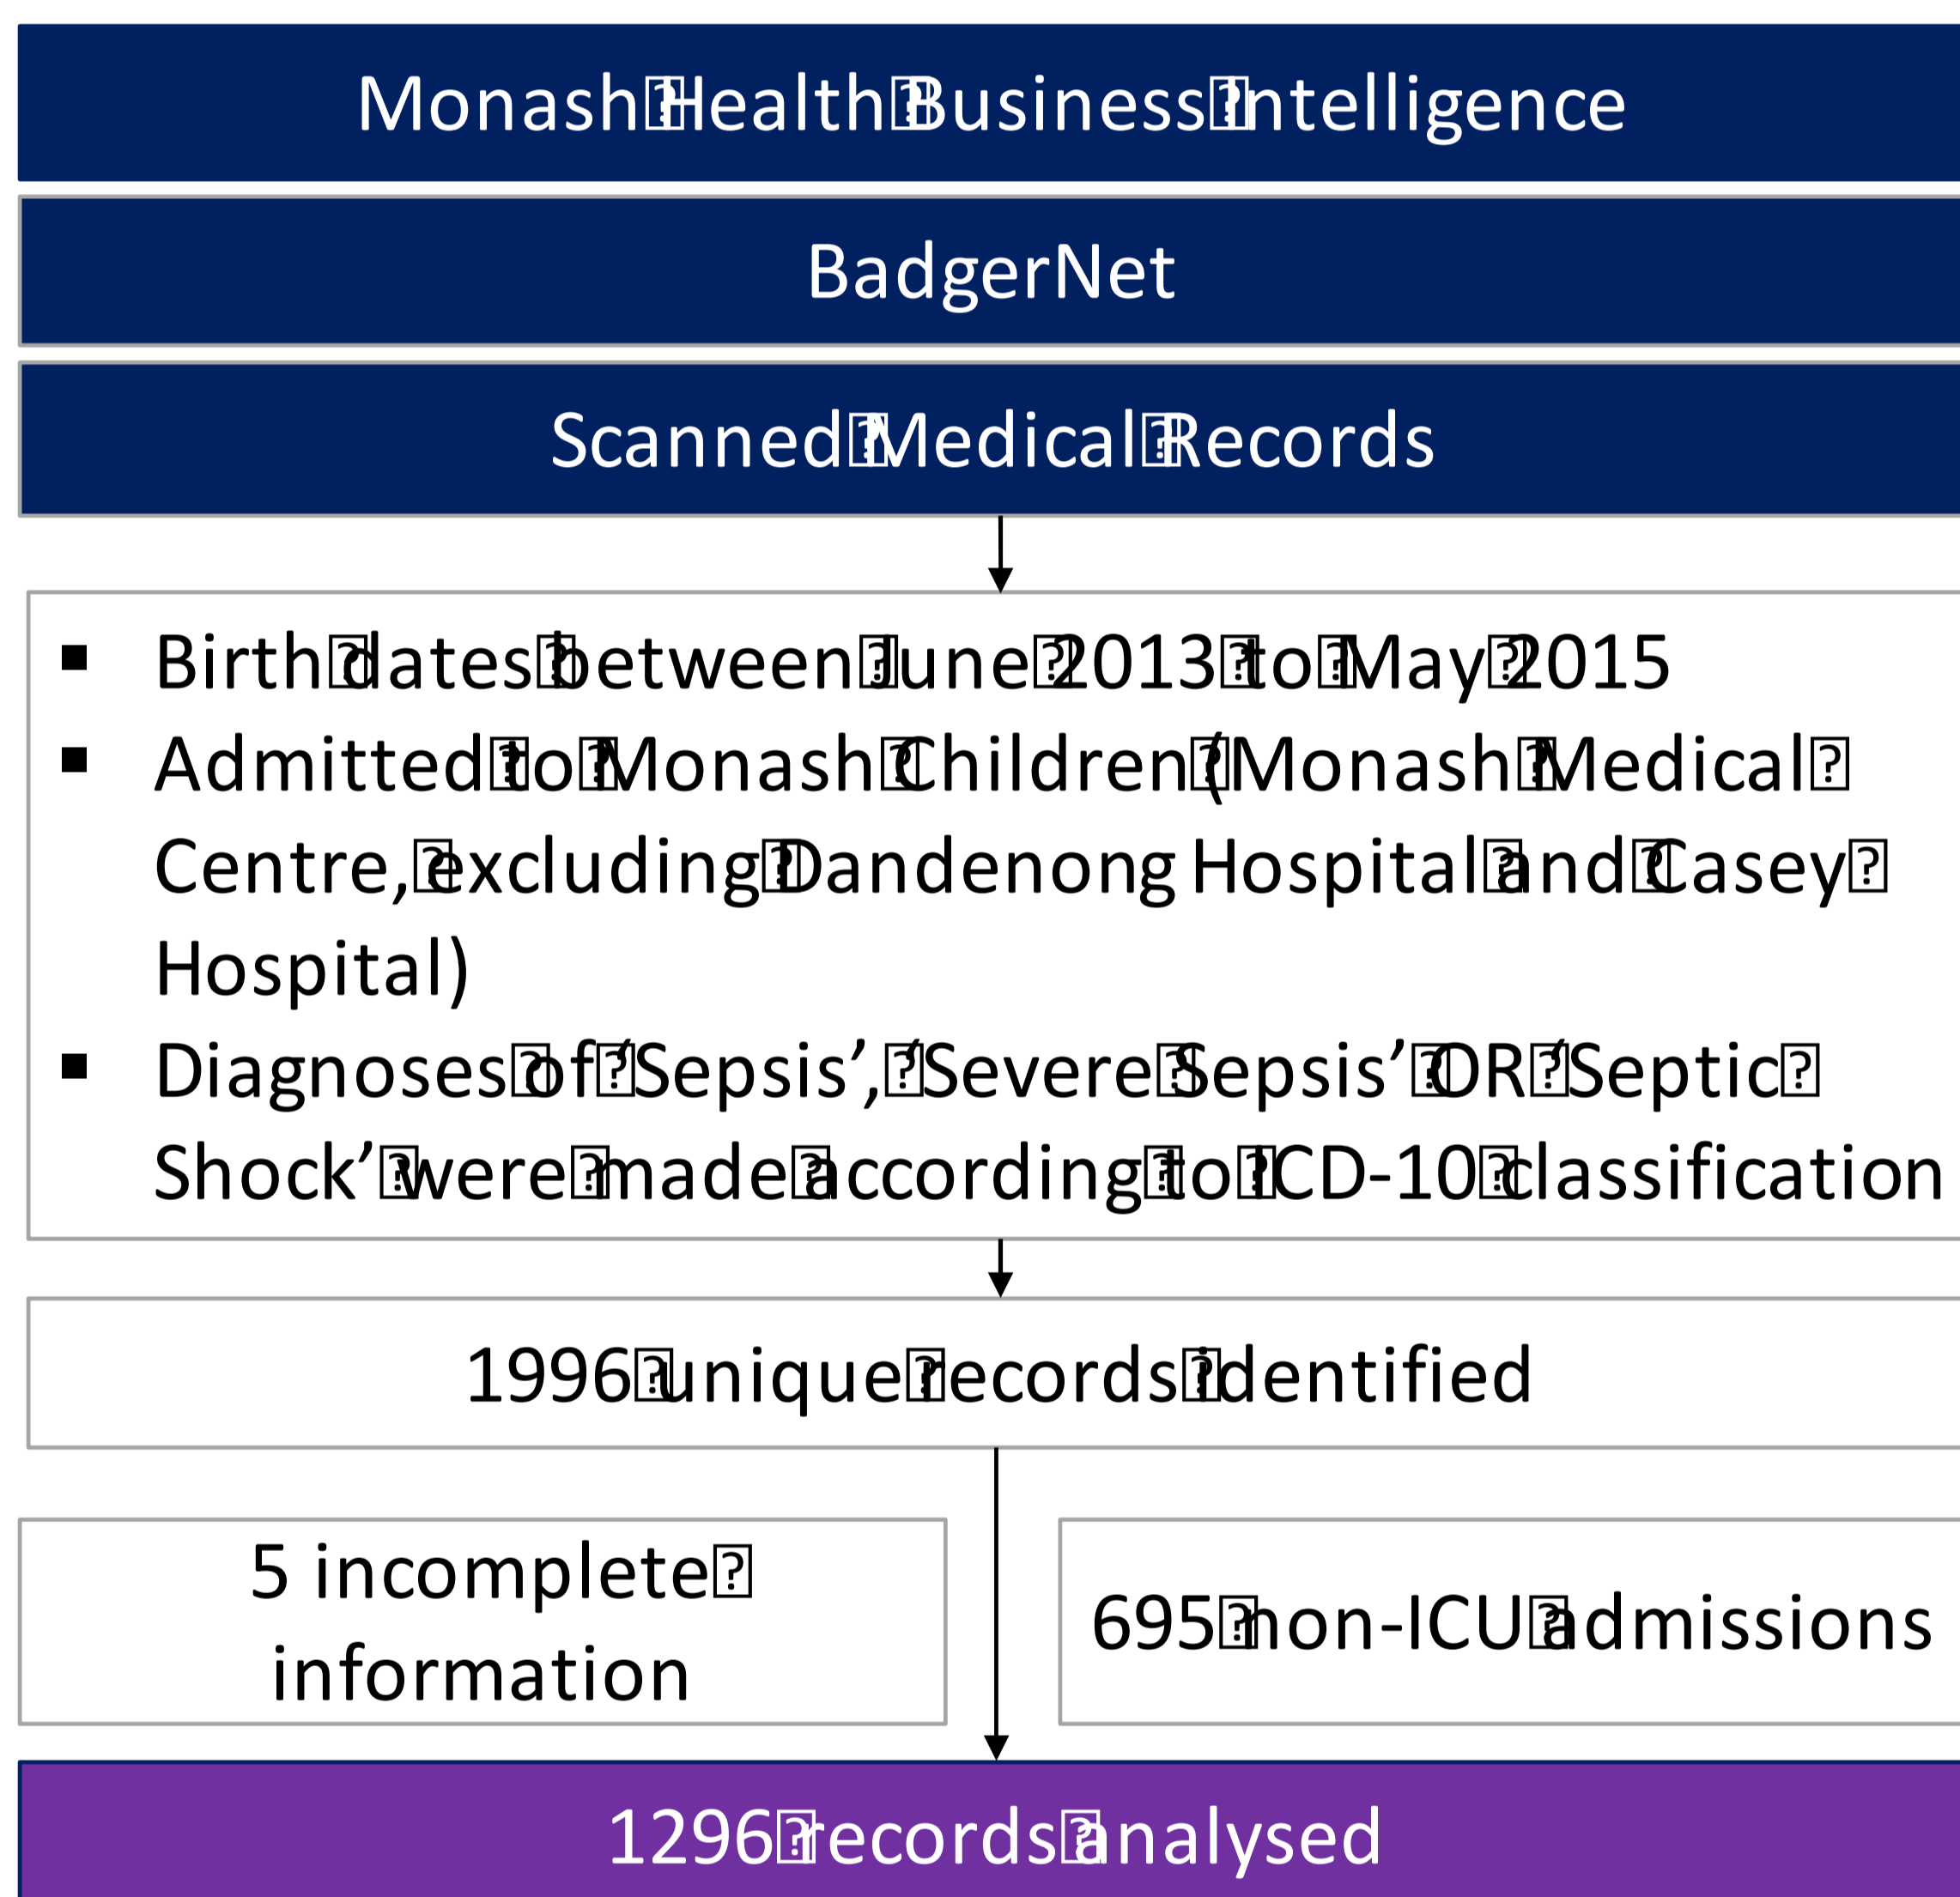 Monash Health Business Intelligence
BadgerNet
Scanned Medical Records
▪ Birth dates between June 2013 to May 2015
▪ Admitted to Monash Children (Monash Medical
Centre, excluding Dandenong Hospital and Casey
Hospital)
▪ Diagnoses of ‘Sepsis’, ‘Severe Sepsis’ OR ‘Septic
Shock’ were made according to ICD-10 classification
1996 unique records identified
5 incomplete
information
695 non-ICU admissions
1296 records analysed